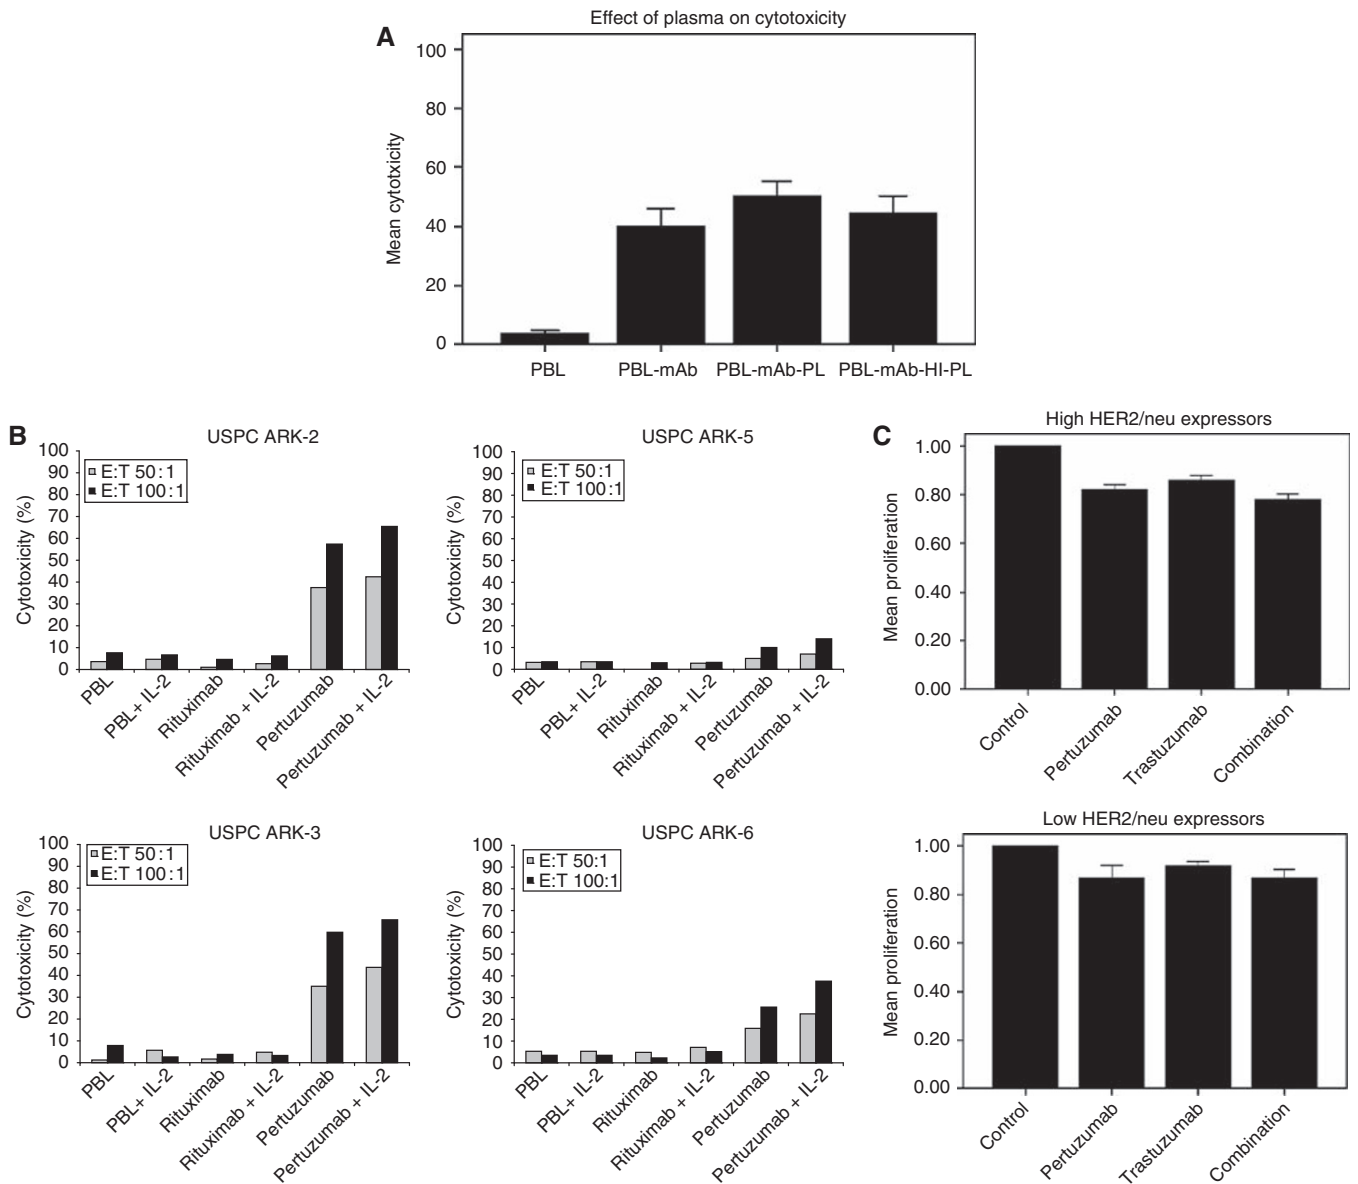 Effect of plasma on cytotoxicity
A
100
80
60
40
20
0
Mean cytotxicity
PBL
PBL-mAb
PBL-mAb-PL
PBL-mAb-HI-PL
B
USPC ARK-2
E:T 50:1
E:T 100:1
100
90
80
70
60
50
40
30
20
10
0
Cytotoxicity (%)
PBL
PBL+ IL-2
Rituximab
Rituximab + IL-2
Pertuzumab
Pertuzumab + IL-2
USPC ARK-5
E:T 50:1
E:T 100:1
100
90
80
70
60
50
40
30
20
10
0
Cytotoxicity (%)
PBL
PBL+ IL-2
Rituximab
Rituximab + IL-2
Pertuzumab
Pertuzumab + IL-2
USPC ARK-3
E:T 50:1
E:T 100:1
100
90
80
70
60
50
40
30
20
10
0
Cytotoxicity (%)
PBL
PBL+ IL-2
Rituximab
Rituximab + IL-2
Pertuzumab
Pertuzumab + IL-2
USPC ARK-6
E:T 50:1
E:T 100:1
100
90
80
70
60
50
40
30
20
10
0
Cytotoxicity (%)
PBL
PBL+ IL-2
Rituximab
Rituximab + IL-2
Pertuzumab
Pertuzumab + IL-2
C
High HER2/neu expressors
1.00
0.80
0.60
0.40
0.20
0.00
Mean proliferation
Control
Pertuzumab
Trastuzumab
Combination
Low HER2/neu expressors
1.00
0.80
0.60
0.40
0.20
0.00
Mean proliferation
Control
Pertuzumab
Trastuzumab
Combination